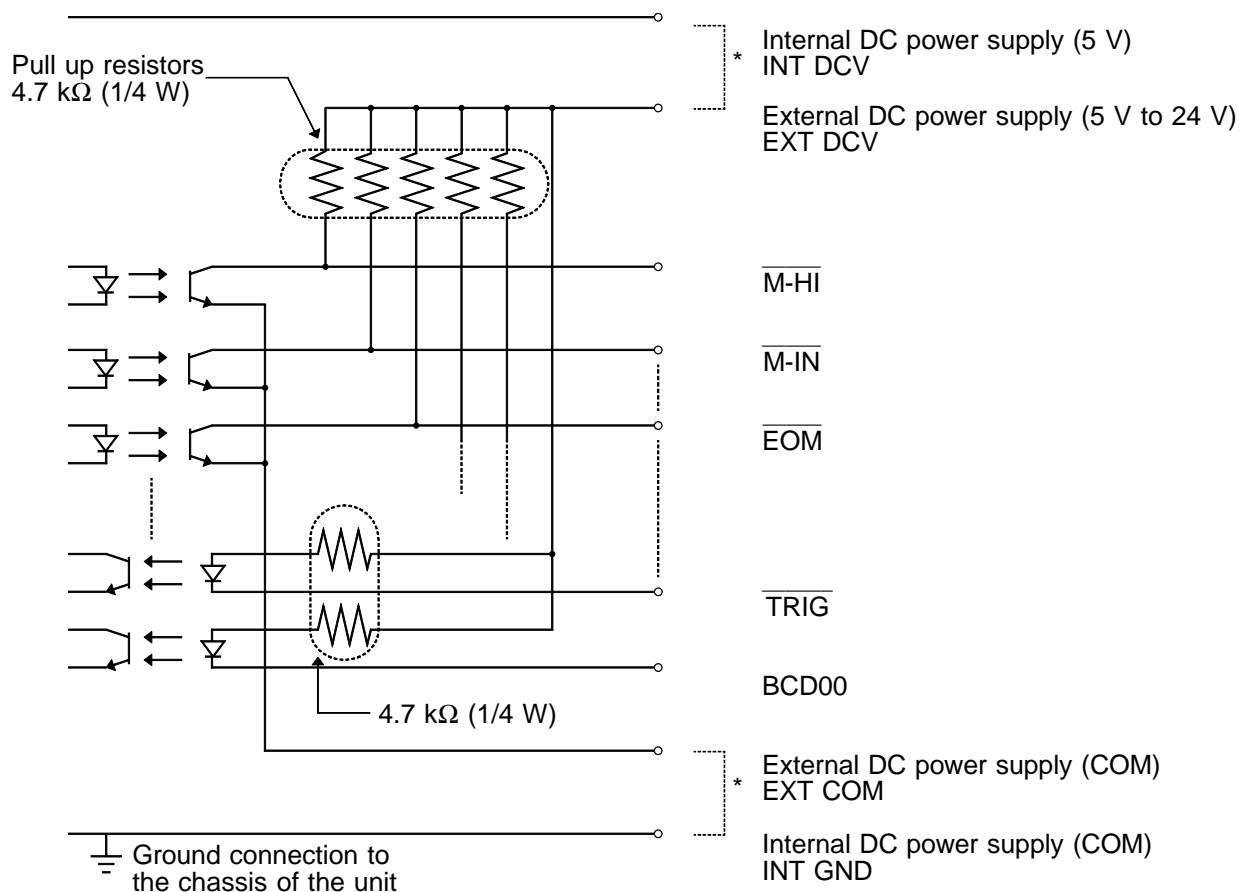 Internal DC power supply (5 V)
* INT DCV
Pull up resistors
4.7 kΩ (1/4 W)
External DC power supply (5 V to 24 V)
EXT DCV
M-HI
M-IN
EOM
TRIG
BCD00
4.7 kΩ (1/4 W)
External DC power supply (COM)
* EXT COM
Internal DC power supply (COM)
INT GND
Ground connection to
the chassis of the unit